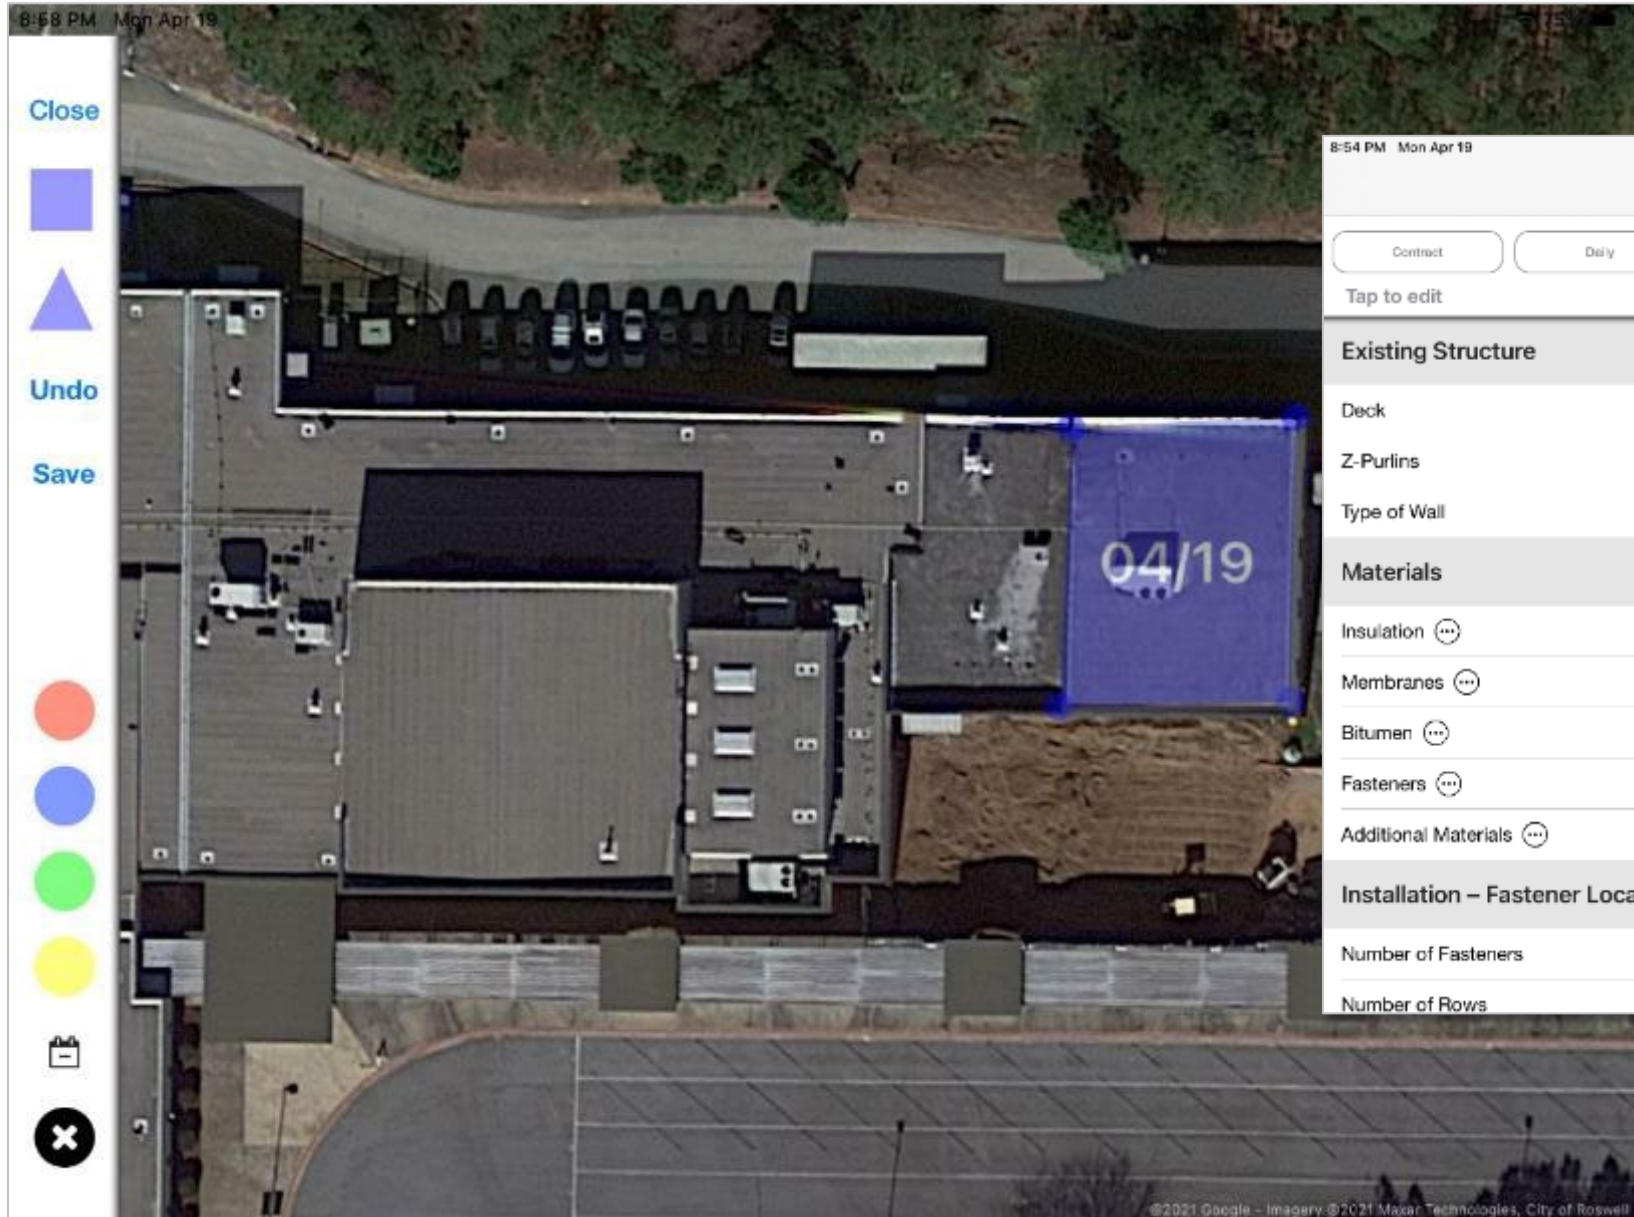 8:58 PM Mon Apr 19
Close
Undo
Save
04/19
8:54 PM Mon Apr 19
Contract
Daily
Tap to edit
Existing Structure
Deck
Z-Purlins
Type of Wall
Materials
Insulation
Membranes
Bitumen
Fasteners
Additional Materials
Installation – Fastener Loca
Number of Fasteners
Number of Rows
©2021 Google - Imagery ©2021 Maxar Technologies, City of Roswell